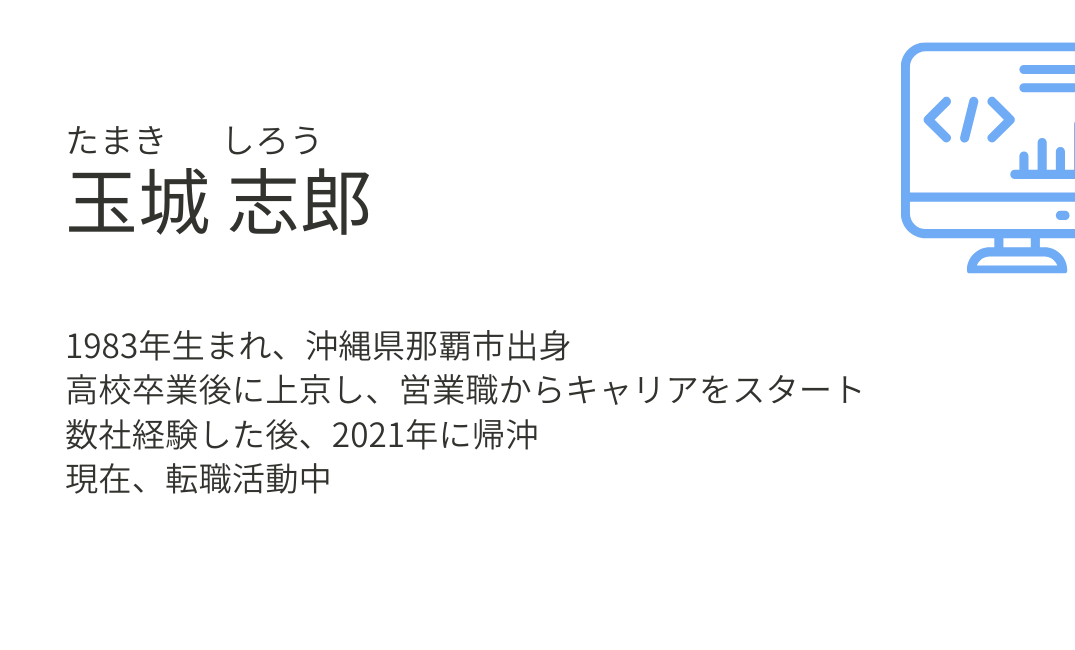 たまき しろう
玉城 志郎
1983年生まれ、沖縄県那覇市出身
高校卒業後に上京し、営業職からキャリアをスタート
数社経験した後、2021年に帰沖
現在、転職活動中